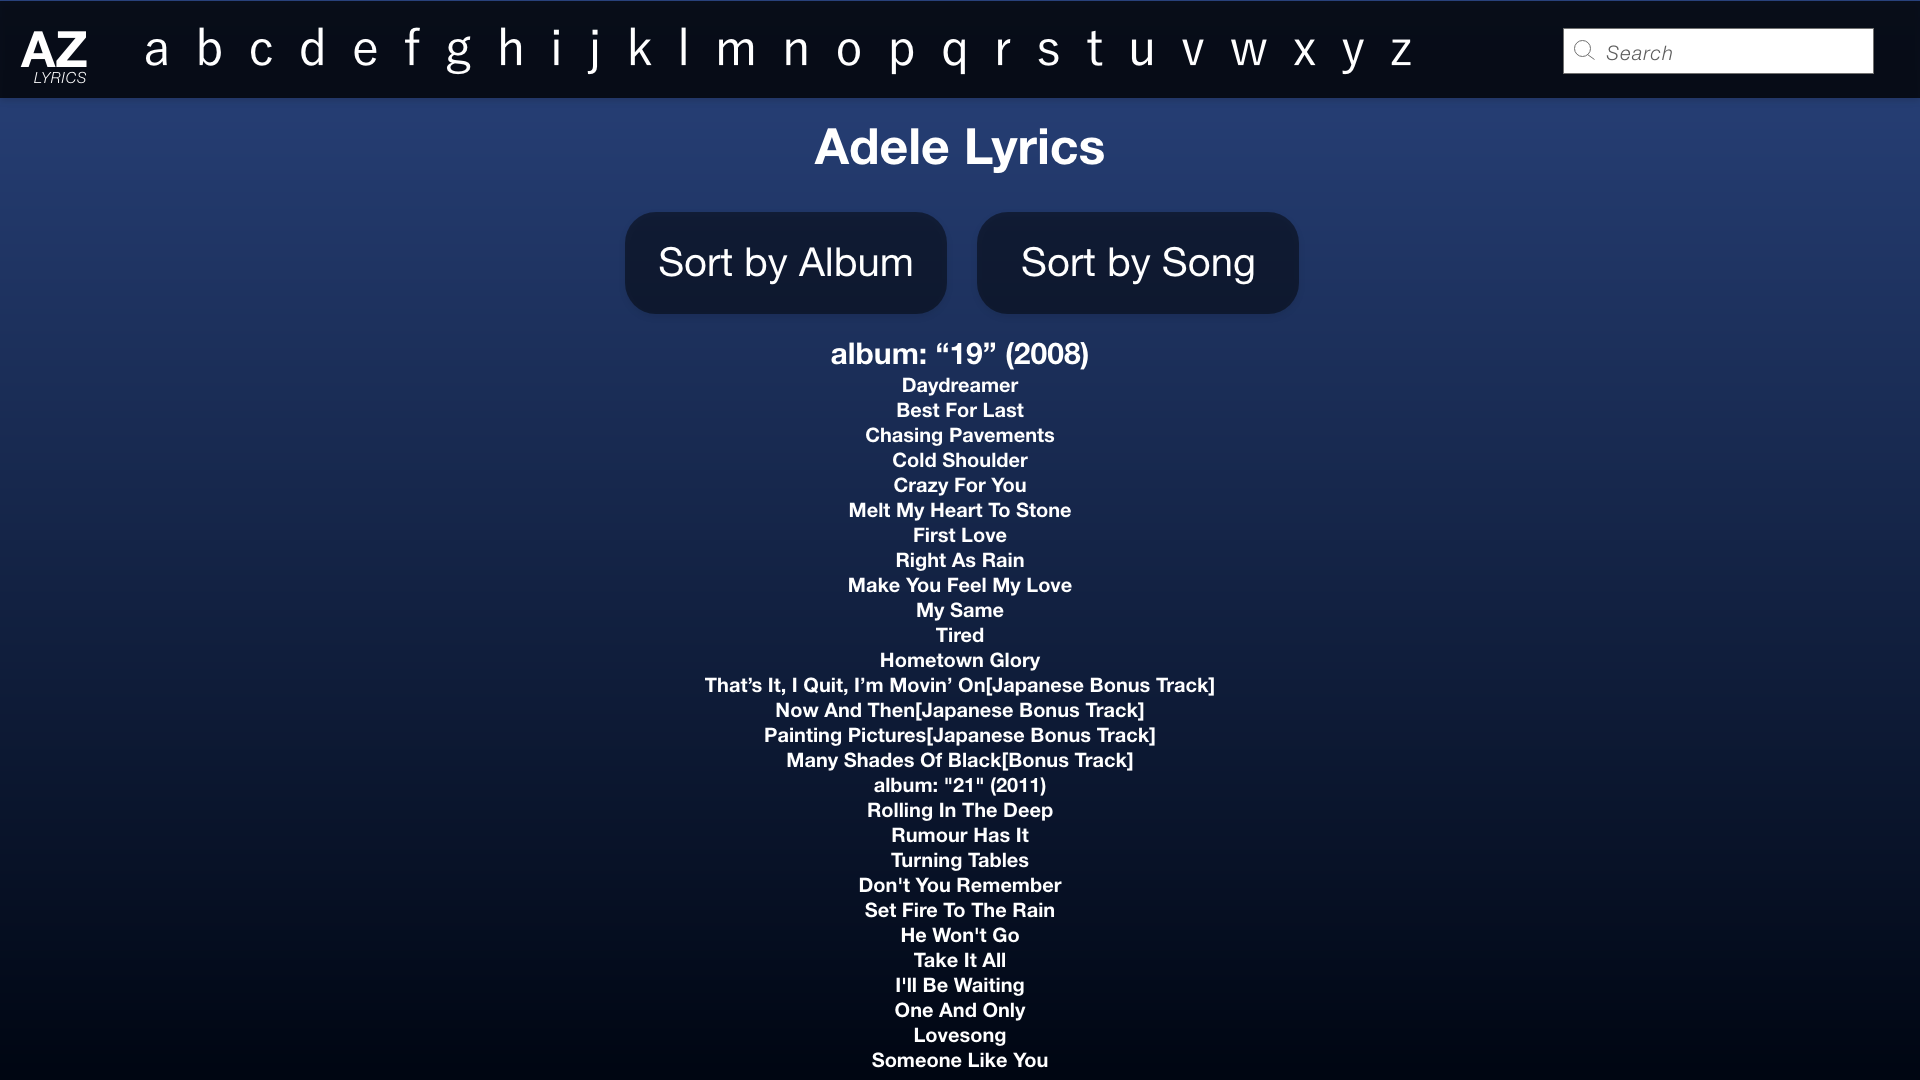 AZ
LYRICS
a b c d e f g h i j k l m n o p q r s t u v w x y z
Search
Adele Lyrics
Sort by Album
Sort by Song
album: “19” (2008)
Daydreamer
Best For Last
Chasing Pavements
Cold Shoulder
Crazy For You
Melt My Heart To Stone
First Love
Right As Rain
Make You Feel My Love
My Same
Tired
Hometown Glory
That’s It, I Quit, I’m Movin’ On[Japanese Bonus Track]
Now And Then[Japanese Bonus Track]
Painting Pictures[Japanese Bonus Track]
Many Shades Of Black[Bonus Track]
album: "21" (2011)
Rolling In The Deep
Rumour Has It
Turning Tables
Don't You Remember
Set Fire To The Rain
He Won't Go
Take It All
I'll Be Waiting
One And Only
Lovesong
Someone Like You